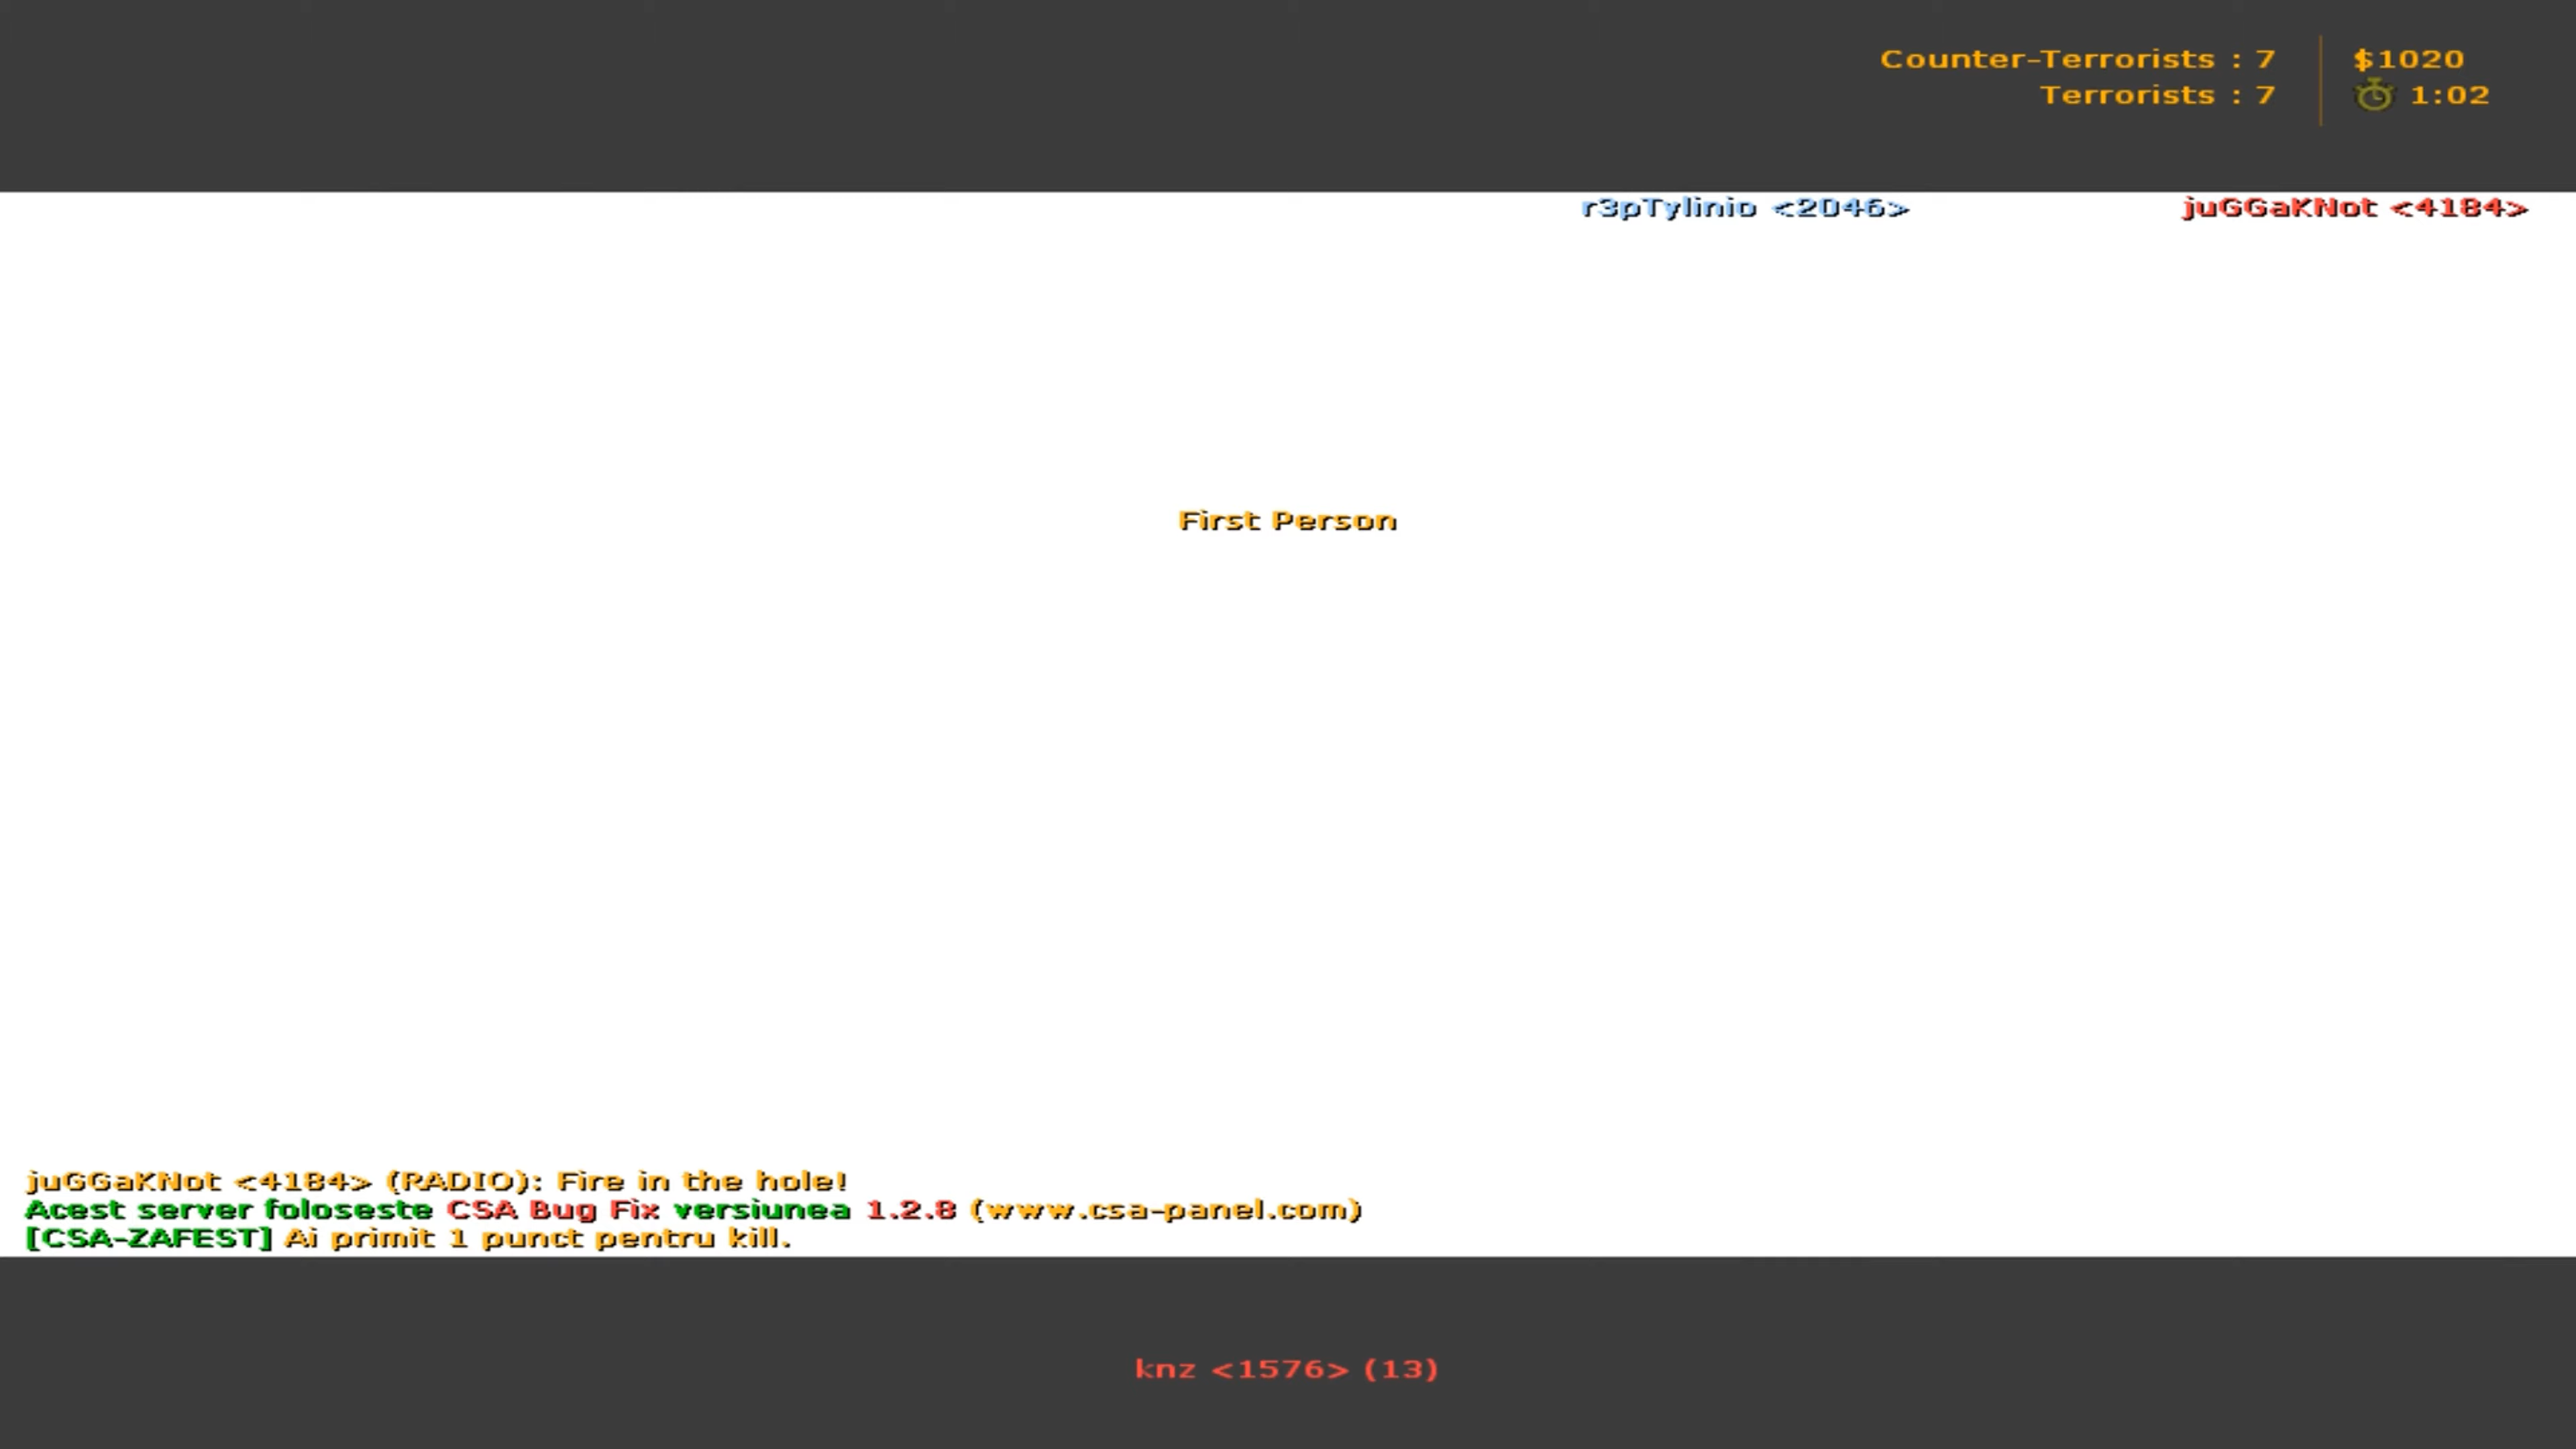 Counter-Terrorists : 7 $1020
Terrorists : 7 1:02
r3pTylinio <2046> juGGaKNot <4184>
First Person
juGGaKNot <4184> (RADIO): Fire in the hole!
Acest server foloseste CSA Bug Fix versiunea 1.2.8 (www.csa-panel.com)
[CSA-ZAFEST] Ai primit 1 punct pentru kill.
knz <1576> (13)